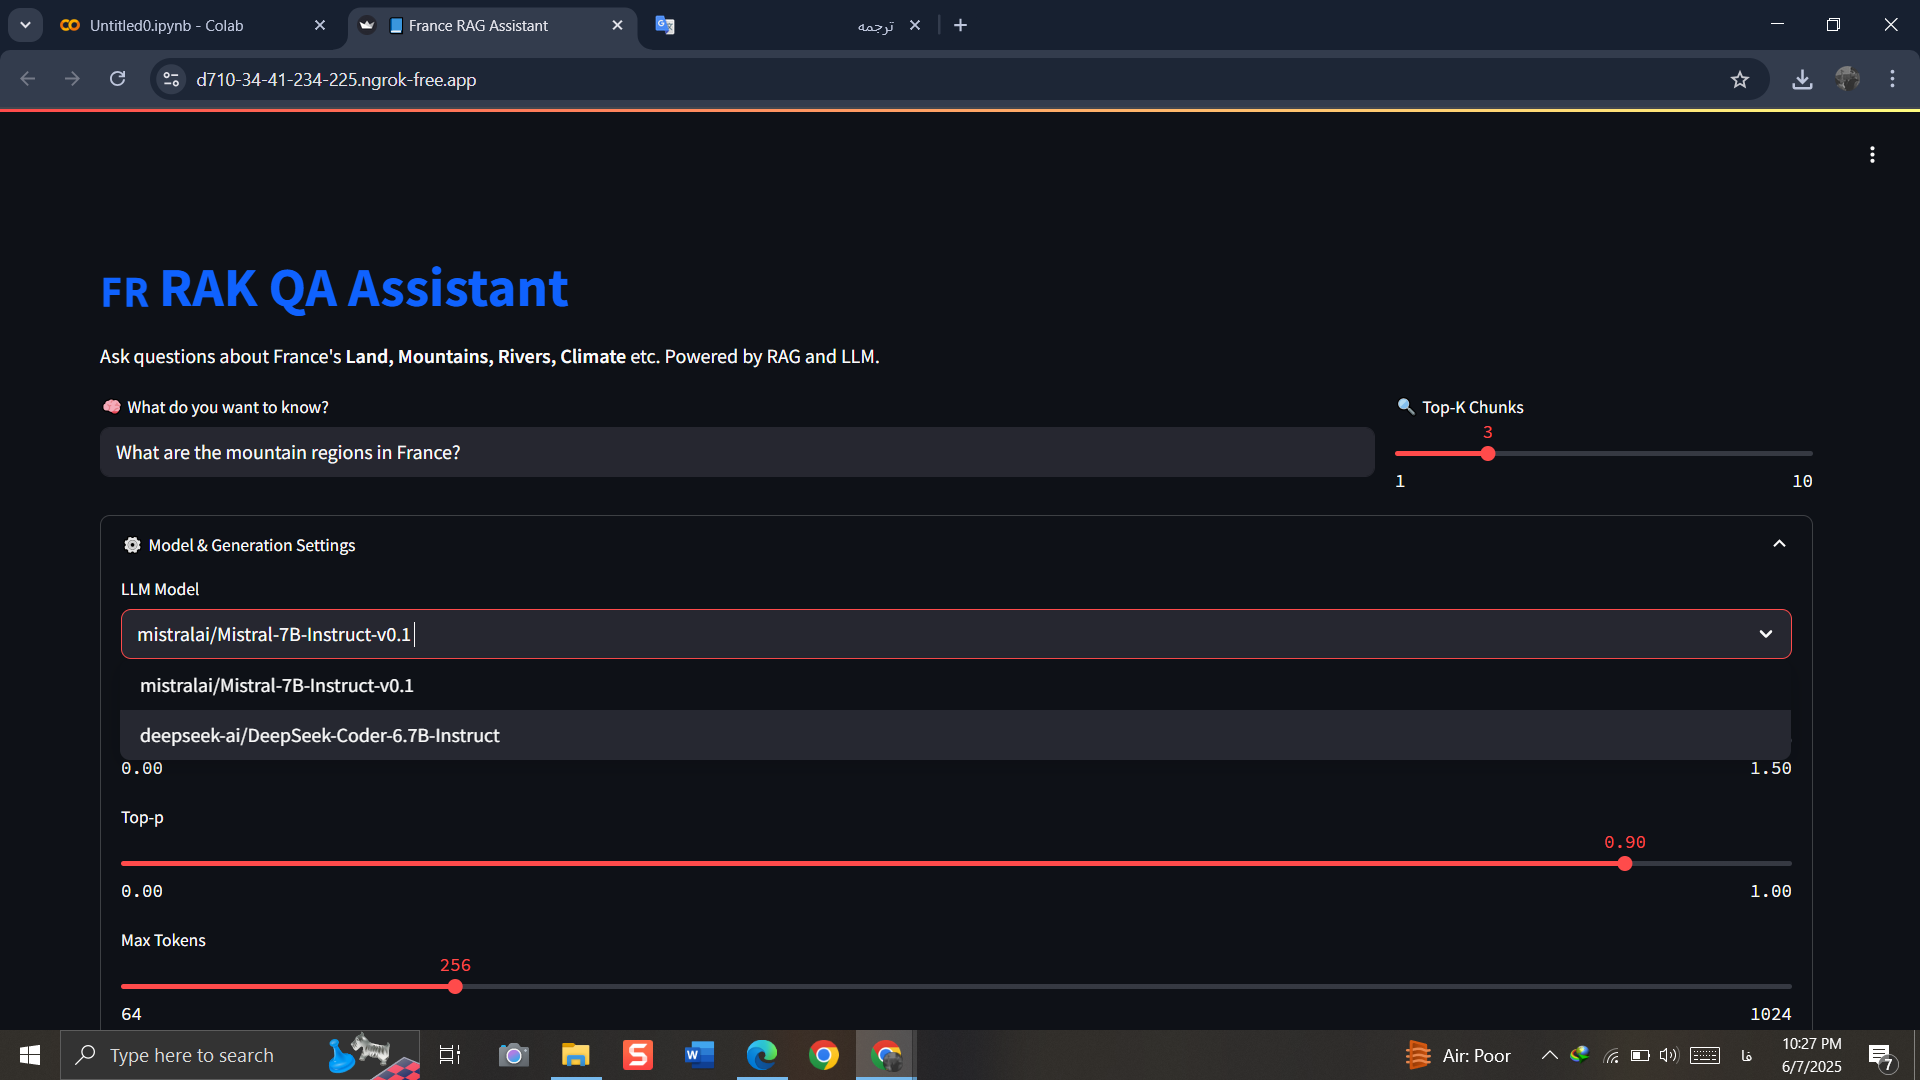 Untitled0.ipynb - Colab
France RAG Assistant
ترجمه
d710-34-41-234-225.ngrok-free.app
FR RAK QA Assistant
Ask questions about France's Land, Mountains, Rivers, Climate etc. Powered by RAG and LLM.
What do you want to know?
What are the mountain regions in France?
Top-K Chunks
3
1
10
Model & Generation Settings
LLM Model
mistralai/Mistral-7B-Instruct-v0.1
mistralai/Mistral-7B-Instruct-v0.1
deepseek-ai/DeepSeek-Coder-6.7B-Instruct
0.00
1.50
Top-p
0.90
0.00
1.00
Max Tokens
256
64
1024
Type here to search
Air: Poor
فا
10:27 PM
6/7/2025
7